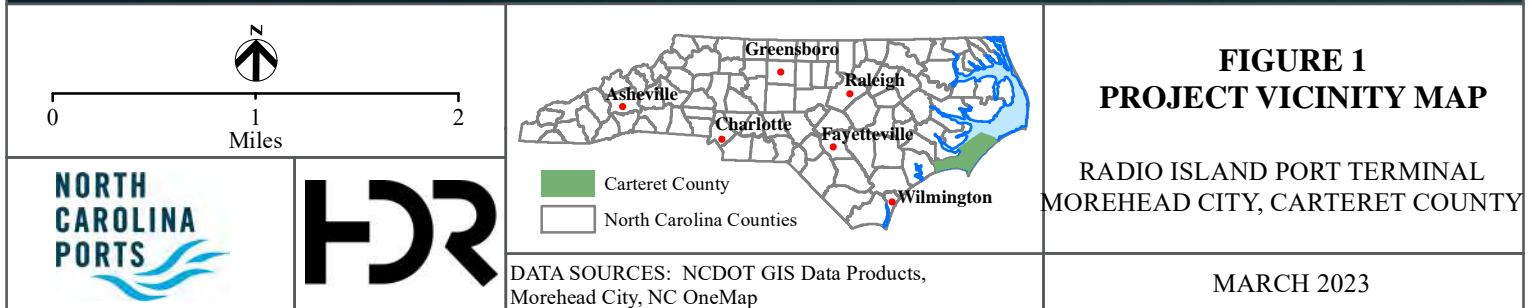 N
0 1 2
Miles
NORTH
CAROLINA
PORTS
HDR
Greensboro
Raleigh
Asheville
Charlotte
Fayetteville
Wilmington
Carteret County
North Carolina Counties
DATA SOURCES: NCDOT GIS Data Products,
Morehead City, NC OneMap
FIGURE 1
PROJECT VICINITY MAP
RADIO ISLAND PORT TERMINAL
MOREHEAD CITY, CARTERET COUNTY
MARCH 2023